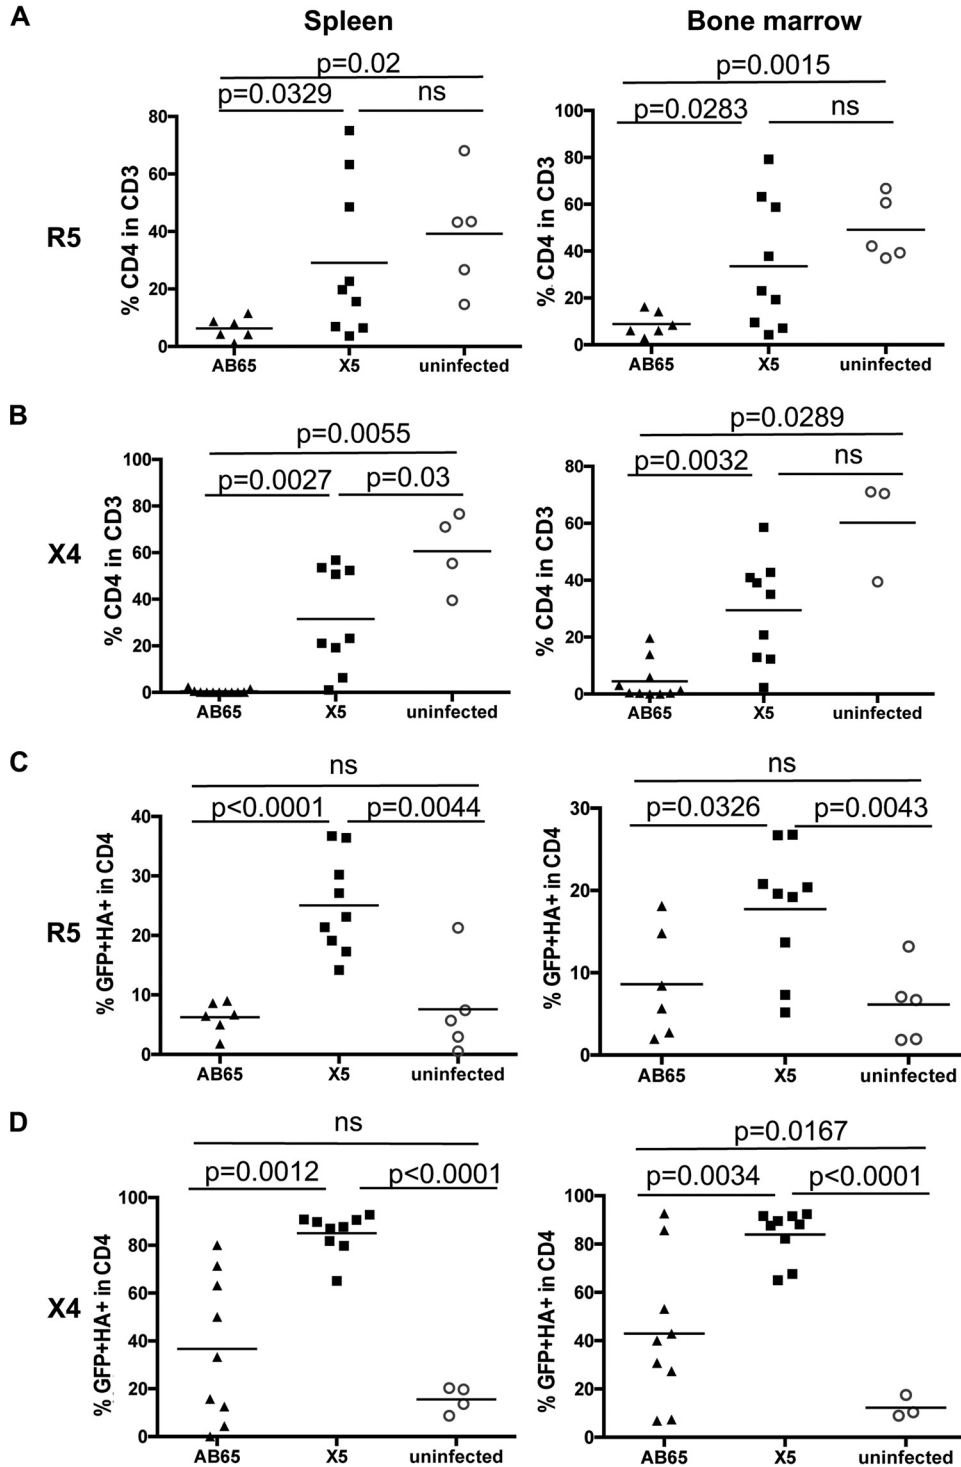 A
Spleen
Bone marrow
p=0.02
p=0.0329
ns
80
60
40
20
0
% CD4 in CD3
R5
AB65
X5
uninfected
p=0.0015
p=0.0283
ns
100
80
60
40
20
0
% CD4 in CD3
AB65
X5
uninfected
B
p=0.0055
p=0.0027
p=0.03
100
80
60
40
20
0
% CD4 in CD3
X4
AB65
X5
uninfected
p=0.0289
p=0.0032
ns
80
60
40
20
0
% CD4 in CD3
AB65
X5
uninfected
C
ns
p<0.0001
p=0.0044
40
30
20
10
0
% GFP+HA+ in CD4
R5
AB65
X5
uninfected
ns
p=0.0326
p=0.0043
30
20
10
0
% GFP+HA+ in CD4
AB65
X5
uninfected
D
ns
p=0.0012
p<0.0001
100
80
60
40
20
0
% GFP+HA+ in CD4
X4
AB65
X5
uninfected
p=0.0167
p=0.0034
p<0.0001
100
80
60
40
20
0
% GFP+HA+ in CD4
AB65
X5
uninfected